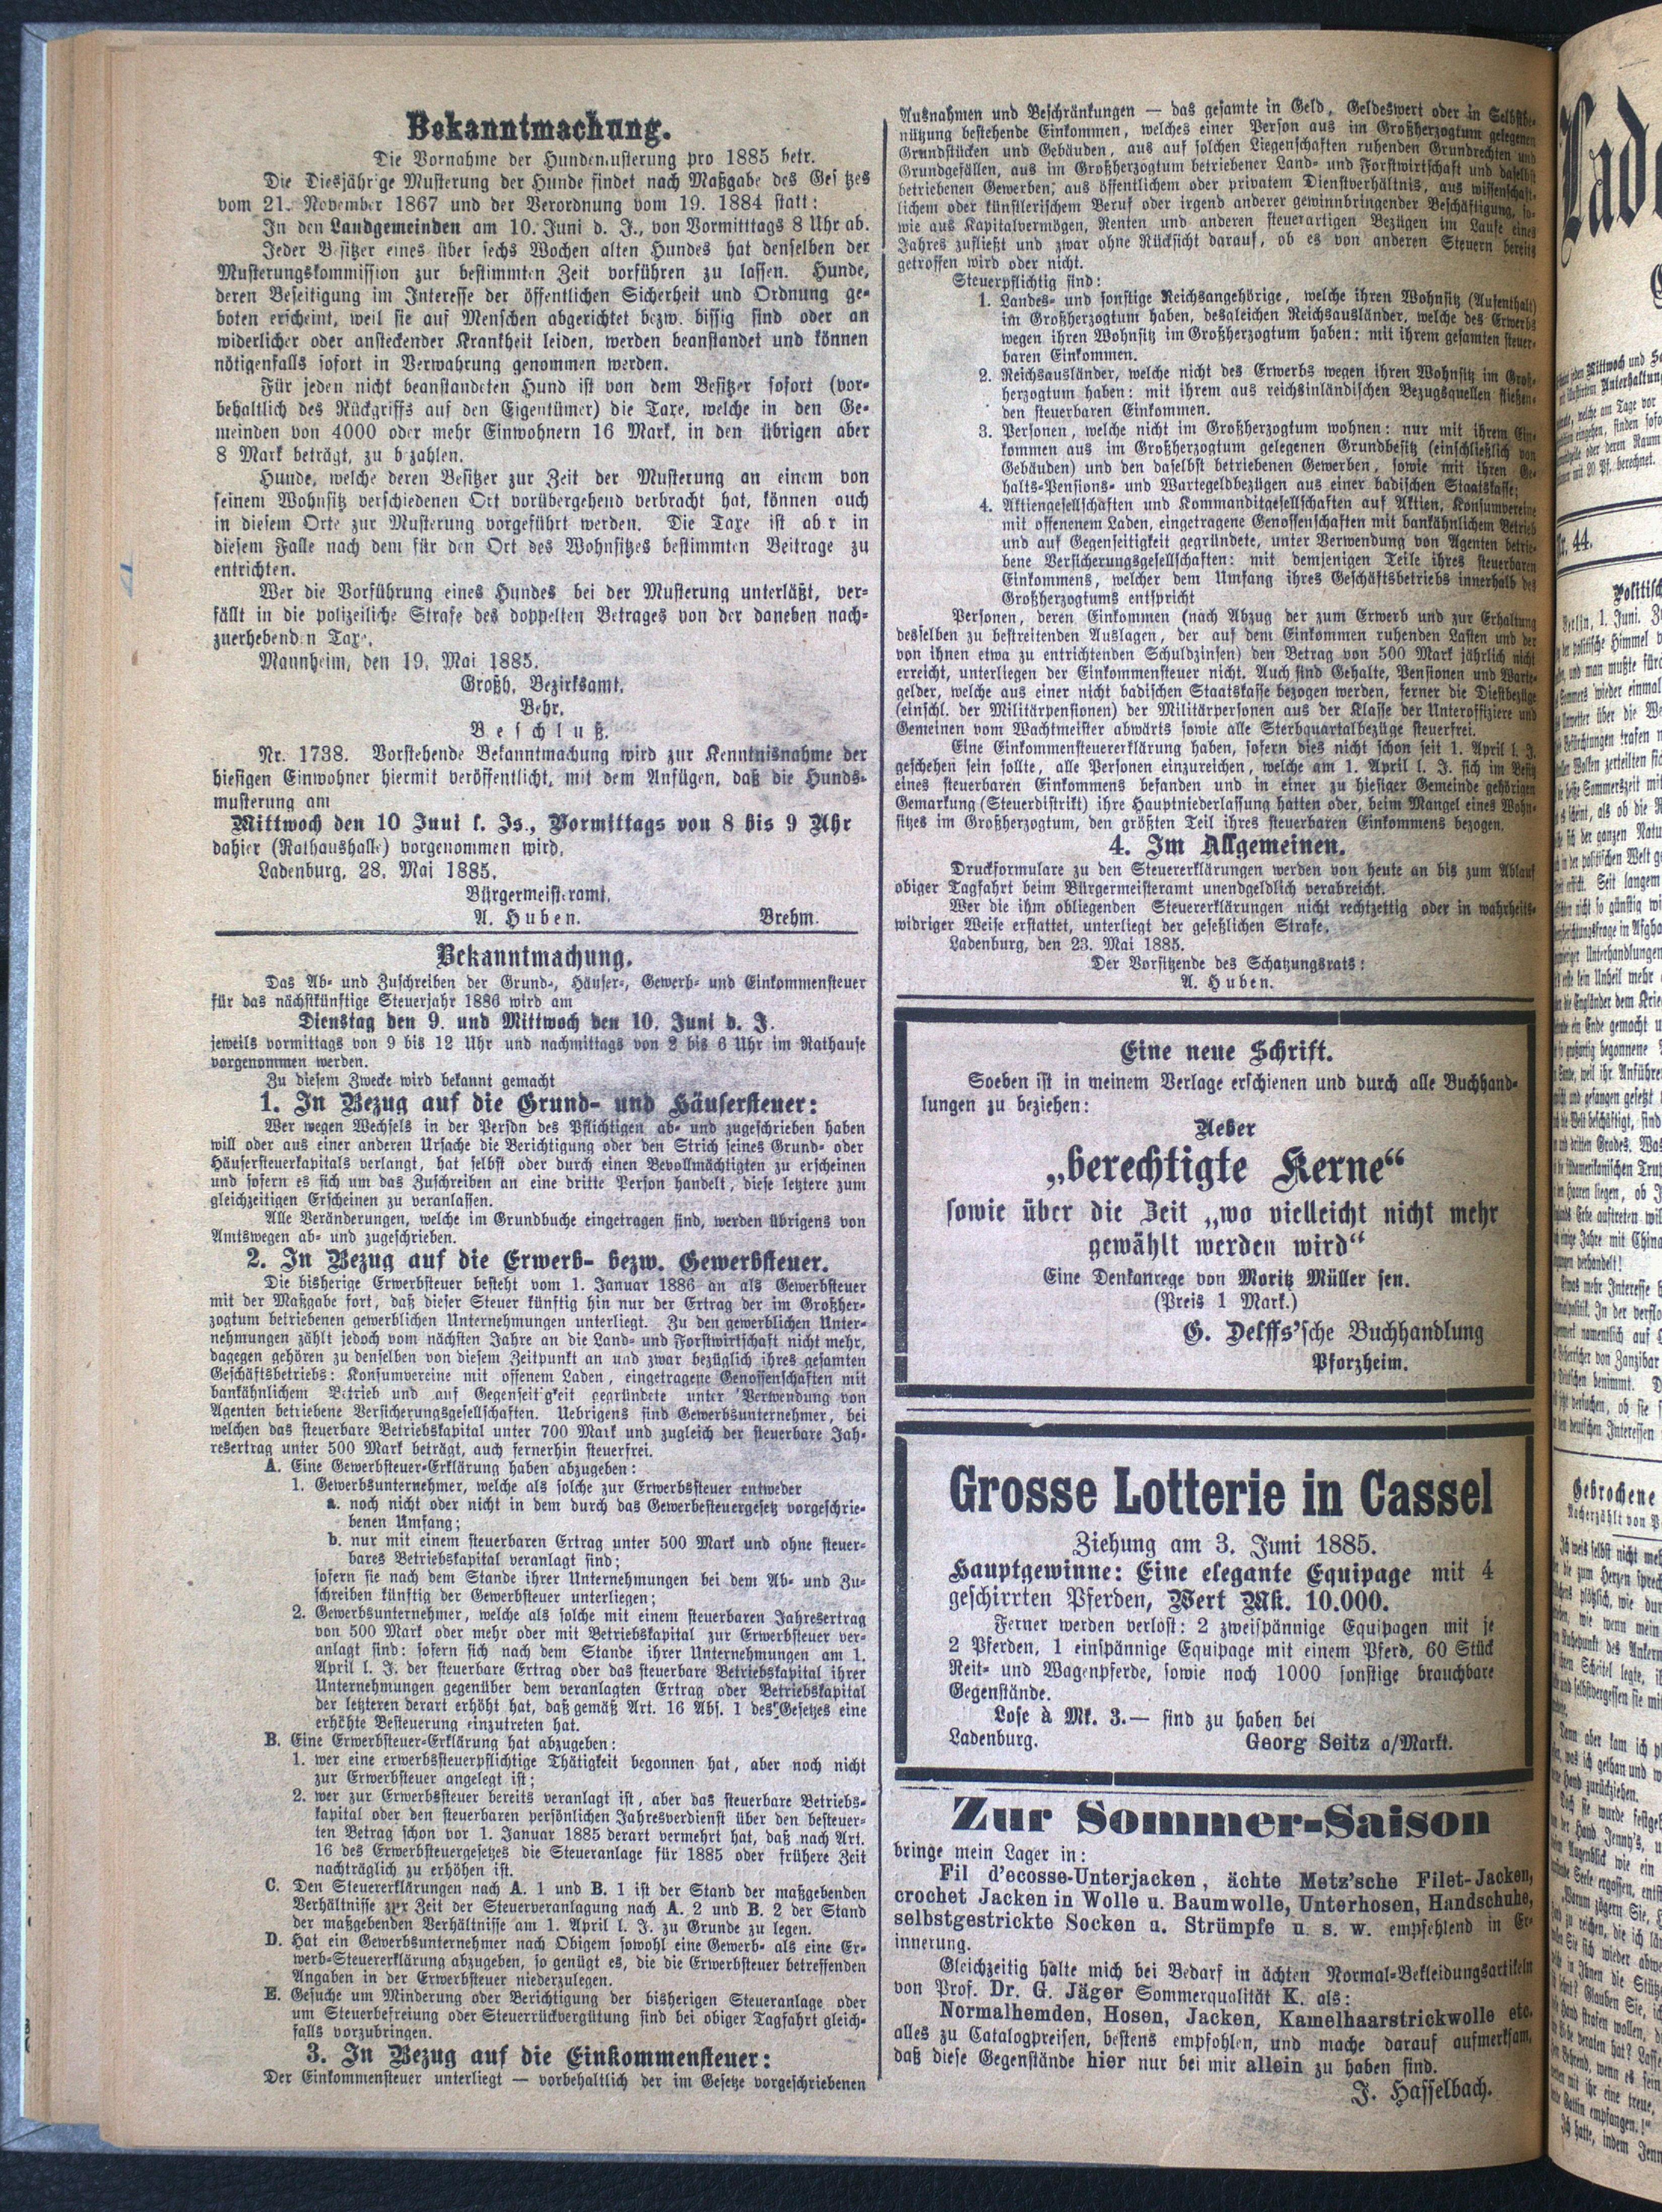 Bekanntmachung.
Die Vornahme der Hundemusterung pro 1885 betr.
Die Diesjährige Musterung der Hunde findet nach Maßgabe des Gesetzes
vom 21. November 1867 und der Verordnung vom 19. 1884 statt:
In den Landgemeinden am 10. Juni d. J., von Vormitttags 8 Uhr ab.
Jeder Besitzer eines über sechs Wochen alten Hundes hat denselben der
Musterungskommission zur bestimmten Zeit vorführen zu lassen. Hunde,
deren Beseitigung im Interesse der öffentlichen Sicherheit und Ordnung ge-
boten erscheint, weil sie auf Menschen abgerichtet bezw. bissig sind oder an
widerlicher oder ansteckender Krankheit leiden, werden beanstandet und können
nötigenfalls sofort in Verwahrung genommen werden.
Für jeden nicht beanstandeten Hund ist von dem Besitzer sofort (vor-
behaltlich des Rückgriffs auf den Eigentümer) die Taxe, welche in den Ge-
meinden von 4000 oder mehr Einwohnern 16 Mark, in den übrigen aber
8 Mark beträgt, zu bezahlen.
Hunde, welche deren Besitzer zur Zeit der Musterung an einem von
seinem Wohnsitz verschiedenen Ort vorübergehend verbracht hat, können auch
in diesem Orte zur Musterung vorgeführt werden. Die Taxe ist aber in
diesem Falle nach dem für den Ort des Wohnsitzes bestimmten Beitrage zu
entrichten.
Wer die Vorführung eines Hundes bei der Musterung unterläßt, ver-
fällt in die polizeiliche Strafe des doppelten Betrages von der daneben nach-
zuerhebenden Taxe.
Mannheim, den 19. Mai 1885.
Großh. Bezirksamt.
Behr.
Beschluß.
Nr. 1738. Vorstehende Bekanntmachung wird zur Kenntnisnahme der
hiesigen Einwohner hiermit veröffentlicht, mit dem Anfügen, daß die Hunds-
musterung am
Mittwoch den 10 Juni l. Js., Vormittags von 8 bis 9 Uhr
dahier (Rathaushalle) vorgenommen wird.
Ladenburg, 28. Mai 1885.
Bürgermeisteramt.
A. Huben. Brehm.
Bekanntmachung.
Das Ab- und Zuschreiben der Grund-, Häuser-, Gewerb- und Einkommensteuer
für das nächstkünftige Steuerjahr 1886 wird am
Dienstag den 9. und Mittwoch den 10. Juni d. J.
jeweils vormittags von 9 bis 12 Uhr und nachmittags von 2 bis 6 Uhr im Rathause
vorgenommen werden.
Zu diesem Zwecke wird bekannt gemacht
1. In Bezug auf die Grund- und Häusersteuer:
Wer wegen Wechsels in der Person des Pflichtigen ab- und zugeschrieben haben
will oder aus einer anderen Ursache die Berichtigung oder den Strich seines Grund- oder
Häusersteuerkapitals verlangt, hat selbst oder durch einen Bevollmächtigten zu erscheinen
und sofern es sich um das Zuschreiben an eine dritte Person handelt, diese letztere zum
gleichzeitigen Erscheinen zu veranlassen.
Alle Veränderungen, welche im Grundbuche eingetragen sind, werden übrigens von
Amtswegen ab- und zugeschrieben.
2. In Bezug auf die Erwerb- bezw. Gewerbsteuer.
Die bisherige Erwerbsteuer besteht vom 1. Januar 1886 an als Gewerbsteuer
mit der Maßgabe fort, daß dieser Steuer künftig hin nur der Ertrag der im Großher-
zogtum betriebenen gewerblichen Unternehmungen unterliegt. Zu den gewerblichen Unter-
nehmungen zählt jedoch vom nächsten Jahre an die Land- und Forstwirtschaft nicht mehr,
dagegen gehören zu denselben von diesem Zeitpunkt an und zwar bezüglich ihres gesamten
Geschäftsbetriebs: Konsumvereine mit offenem Laden, eingetragene Genossenschaften mit
bankähnlichem Betrieb und auf Gegenseitigkeit gegründete unter Verwendung von
Agenten betriebene Versicherungsgesellschaften. Uebrigens sind Gewerbsunternehmer, bei
welchen das steuerbare Betriebskapital unter 700 Mark und zugleich der steuerbare Jah-
resertrag unter 500 Mark beträgt, auch fernerhin steuerfrei.
A. Eine Gewerbsteuer-Erklärung haben abzugeben:
1. Gewerbsunternehmer, welche als solche zur Erwerbssteuer entweder
a. noch nicht oder nicht in dem durch das Gewerbesteuergesetz vorgeschrie-
benen Umfang;
b. nur mit einem steuerbaren Ertrag unter 500 Mark und ohne steuer-
bares Betriebskapital veranlagt sind;
sofern sie nach dem Stande ihrer Unternehmungen bei dem Ab- und Zu-
schreiben künftig der Gewerbsteuer unterliegen;
2. Gewerbsunternehmer, welche als solche mit einem steuerbaren Jahresertrag
von 500 Mark oder mehr oder mit Betriebskapital zur Erwerbsteuer ver-
anlagt sind: sofern sich nach dem Stande ihrer Unternehmungen am 1.
April l. J. der steuerbare Ertrag oder das steuerbare Betriebskapital ihrer
Unternehmungen gegenüber dem veranlagten Ertrag oder Betriebskapital
der letzteren derart erhöht hat, daß gemäß Art. 16 Abs. 1 des Gesetzes eine
erhöhte Besteuerung einzutreten hat.
B. Eine Erwerbsteuer-Erklärung hat abzugeben:
1. wer eine erwerbsteuerpflichtige Thätigkeit begonnen hat, aber noch nicht
zur Erwerbsteuer angelegt ist;
2. wer zur Erwerbssteuer bereits veranlagt ist, aber das steuerbare Betriebs-
kapital oder den steuerbaren persönlichen Jahresverdienst über den besteuer-
ten Betrag schon vor 1. Januar 1885 derart vermehrt hat, daß nach Art.
16 des Erwerbsteuergesetzes die Steueranlage für 1885 oder frühere Zeit
nachträglich zu erhöhen ist.
C. Den Steuererklärungen nach A. 1 und B. 1 ist der Stand der maßgebenden
Verhältnisse zur Zeit der Steuerveranlagung nach A. 2 und B. 2 der Stand
der maßgebenden Verhältnisse am 1. April l. J. zu Grunde zu legen.
D. Hat ein Gewerbsunternehmer nach Obigem sowohl eine Gewerb- als eine Er-
werb-Steuererklärung abzugeben, so genügt es, die die Erwerbsteuer betreffenden
Angaben in der Erwerbsteuer niederzulegen.
E. Gesuche um Minderung oder Berichtigung der bisherigen Steueranlage oder
um Steuerbefreiung oder Steuerrückvergütung sind bei obiger Tagfahrt gleich-
falls vorzubringen.
3. In Bezug auf die Einkommensteuer:
Der Einkommensteuer unterliegt — vorbehaltlich der im Gesetze vorgeschriebenen
Ausnahmen und Beschränkungen — das gesamte in Geld, Geldeswert oder in Selbstbe-
nützung bestehende Einkommen, welches einer Person aus im Großherzogtum gelegenen
Grundstücken und Gebäuden, aus auf solchen Liegenschaften ruhenden Grundrechten und
Grundgefällen, aus im Großherzogtum betriebener Land- und Forstwirtschaft und daselbst
betriebenen Gewerben, aus öffentlichem oder privatem Dienstverhältnis, aus wissenschaft-
lichem oder künstlerischem Beruf oder irgend anderer gewinnbringender Beschäftigung, so-
wie aus Kapitalvermögen, Renten und anderen steuerartigen Bezügen im Laufe eines
Jahres zufließt und zwar ohne Rücksicht darauf, ob es von anderen Steuern bereits
getroffen wird oder nicht.
Steuerpflichtig sind:
1. Landes- und sonstige Reichsangehörige, welche ihren Wohnsitz (Aufenthalt)
im Großherzogtum haben, desgleichen Reichsausländer, welche des Erwerbs
wegen ihren Wohnsitz im Großherzogtum haben: mit ihrem gesamten steuer-
baren Einkommen.
2. Reichsausländer, welche nicht des Erwerbs wegen ihren Wohnsitz im Groß-
herzogtum haben: mit ihrem aus reichsinländischen Bezugsquellen fließen-
den steuerbaren Einkommen.
3. Personen, welche nicht im Großherzogtum wohnen: nur mit ihrem Ein-
kommen aus im Großherzogtum gelegenen Grundbesitz (einschließlich von
Gebäuden) und den daselbst betriebenen Gewerben, sowie mit ihren Ge-
halts-Pensions- und Wartegeldbezügen aus einer badischen Staatskasse;
4. Aktiengesellschaften und Kommanditgesellschaften auf Aktien, Konsumvereine
mit offenenem Laden, eingetragene Genossenschaften mit bankähnlichem Betrieb
und auf Gegenseitigkeit gegründete, unter Verwendung von Agenten betrie-
bene Versicherungsgesellschaften: mit demjenigen Teile ihres steuerbaren
Einkommens, welcher dem Umfang ihres Geschäftsbetriebs innerhalb des
Großherzogtums entspricht
Personen, deren Einkommen (nach Abzug der zum Erwerb und zur Erhaltung
desselben zu bestreitenden Auslagen, der auf dem Einkommen ruhenden Lasten und der
von ihnen etwa zu entrichtenden Schuldzinsen) den Betrag von 500 Mark jährlich nicht
erreicht, unterliegen der Einkommensteuer nicht. Auch sind Gehalte, Pensionen und Warte-
gelder, welche aus einer nicht badischen Staatskasse bezogen werden, ferner die Diestbezüge
(einschl. der Militärpensionen) der Militärpersonen aus der Klasse der Unteroffiziere und
Gemeinen vom Wachtmeister abwärts sowie alle Sterbquartalbezüge steuerfrei.
Eine Einkommensteuererklärung haben, sofern dies nicht schon seit 1. April l. J.
geschehen sein sollte, alle Personen einzureichen, welche am 1. April l. J. sich im Besitz
eines steuerbaren Einkommens befanden und in einer zu hiesiger Gemeinde gehörigen
Gemarkung (Steuerdistrikt) ihre Hauptniederlassung hatten oder, beim Mangel eines Wohn-
sitzes im Großherzogtum, den größten Teil ihres steuerbaren Einkommens bezogen.
4. Im Allgemeinen.
Druckformulare zu den Steuererklärungen werden von heute an bis zum Ablauf
obiger Tagfahrt beim Bürgermeisteramt unendgeldlich verabreicht.
Wer die ihm obliegenden Steuererklärungen nicht rechtzettig oder in wahrheits-
widriger Weise erstattet, unterliegt der gesetzlichen Strafe.
Ladenburg, den 23. Mai 1885.
Der Vorsitzende des Schatzungsrats:
A. Huben.
Eine neue Schrift.
Soeben ist in meinem Verlage erschienen und durch alle Buchhand-
lungen zu beziehen:
Ueber
„berechtigte Kerne“
sowie über die Zeit „wo vielleicht nicht mehr
gewählt werden wird“
Eine Denkanrege von Moritz Müller sen.
(Preis 1 Mark.)
G. Delffs'sche Buchhandlung
Pforzheim.
Grosse Lotterie in Cassel
Ziehung am 3. Juni 1885.
Hauptgewinne: Eine elegante Equipage mit 4
geschirrten Pferden, Wert Mk. 10.000.
Ferner werden verlost: 2 zweispännige Equipagen mit je
2 Pferden, 1 einspännige Equipage mit einem Pferd, 60 Stück
Reit- und Wagenpferde, sowie noch 1000 sonstige brauchbare
Gegenstände.
Lose à Mk. 3.— sind zu haben bei
Ladenburg. Georg Seitz a/Markt.
Zur Sommer-Saison
bringe mein Lager in:
Fil d'ecosse-Unterjacken, ächte Metz'sche Filet-Jacken,
crochet Jacken in Wolle u. Baumwolle, Unterhosen, Handschuhe,
selbstgestrickte Socken u. Strümpfe u. s. w. empfehlend in Er-
innerung.
Gleichzeitig halte mich bei Bedarf in ächten Normal-Bekleidungsartikeln
von Prof. Dr. G. Jäger Sommerqualität K. als:
Normalhemden, Hosen, Jacken, Kamelhaarstrickwolle etc.
alles zu Catalogpreisen, bestens empfohlen, und mache darauf aufmerksam,
daß diese Gegenstände hier nur bei mir allein zu haben sind.
J. Hasselbach.
Nr. 44.